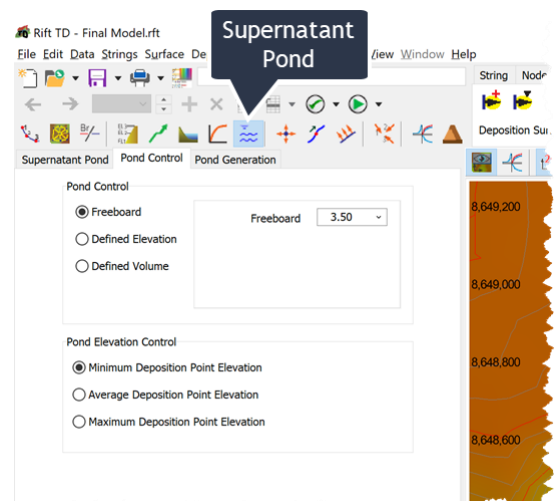 Rift TD - Final Model.rft
Supernatant
Pond
File Edit Data Strings Surface De
View Window Help
String Node
Deposition Su
Supernatant Pond Pond Control Pond Generation
Pond Control
Freeboard
Freeboard 3.50
Defined Elevation
Defined Volume
Pond Elevation Control
Minimum Deposition Point Elevation
Average Deposition Point Elevation
Maximum Deposition Point Elevation
8,649,200
8,649,000
8,648,800
8,648,600